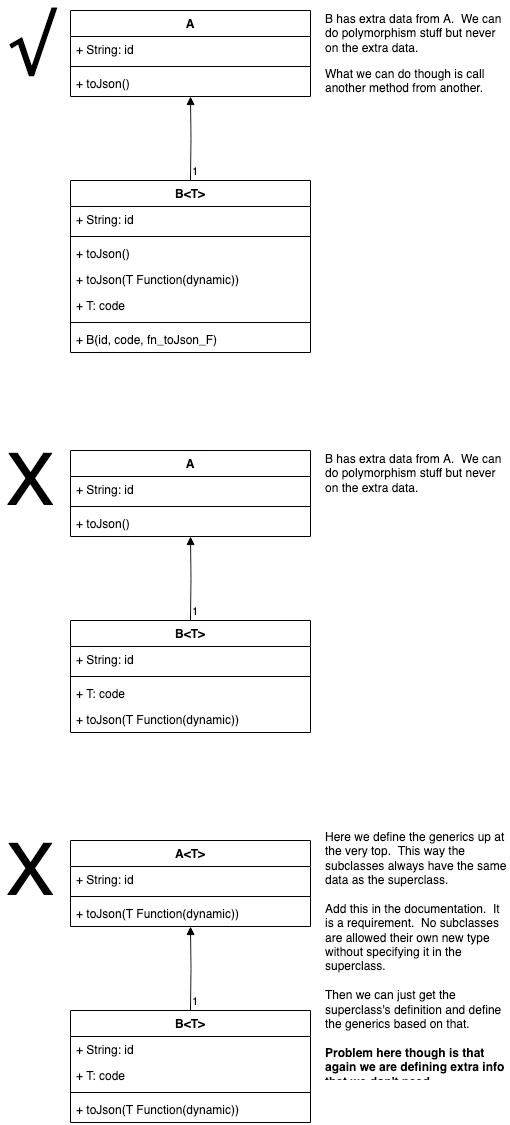 √
A
+ String: id
+ toJson()
B has extra data from A.  We can
do polymorphism stuff but never
on the extra data.
What we can do though is call
another method from another.
1
B<T>
+ String: id
+ toJson()
+ toJson(T Function(dynamic))
+ T: code
+ B(id, code, fn_toJson_F)
X
A
+ String: id
+ toJson()
B has extra data from A.  We can
do polymorphism stuff but never
on the extra data.
1
B<T>
+ String: id
+ T: code
+ toJson(T Function(dynamic))
X
A<T>
+ String: id
+ toJson(T Function(dynamic))
Here we define the generics up at
the very top.  This way the
subclasses always have the same
data as the superclass.
Add this in the documentation.  It
is a requirement.  No subclasses
are allowed their own new type
without specifying it in the
superclass.
Then we can just get the
superclass's definition and define
the generics based on that.
Problem here though is that
again we are defining extra info
that we don't need
1
B<T>
+ String: id
+ T: code
+ toJson(T Function(dynamic))